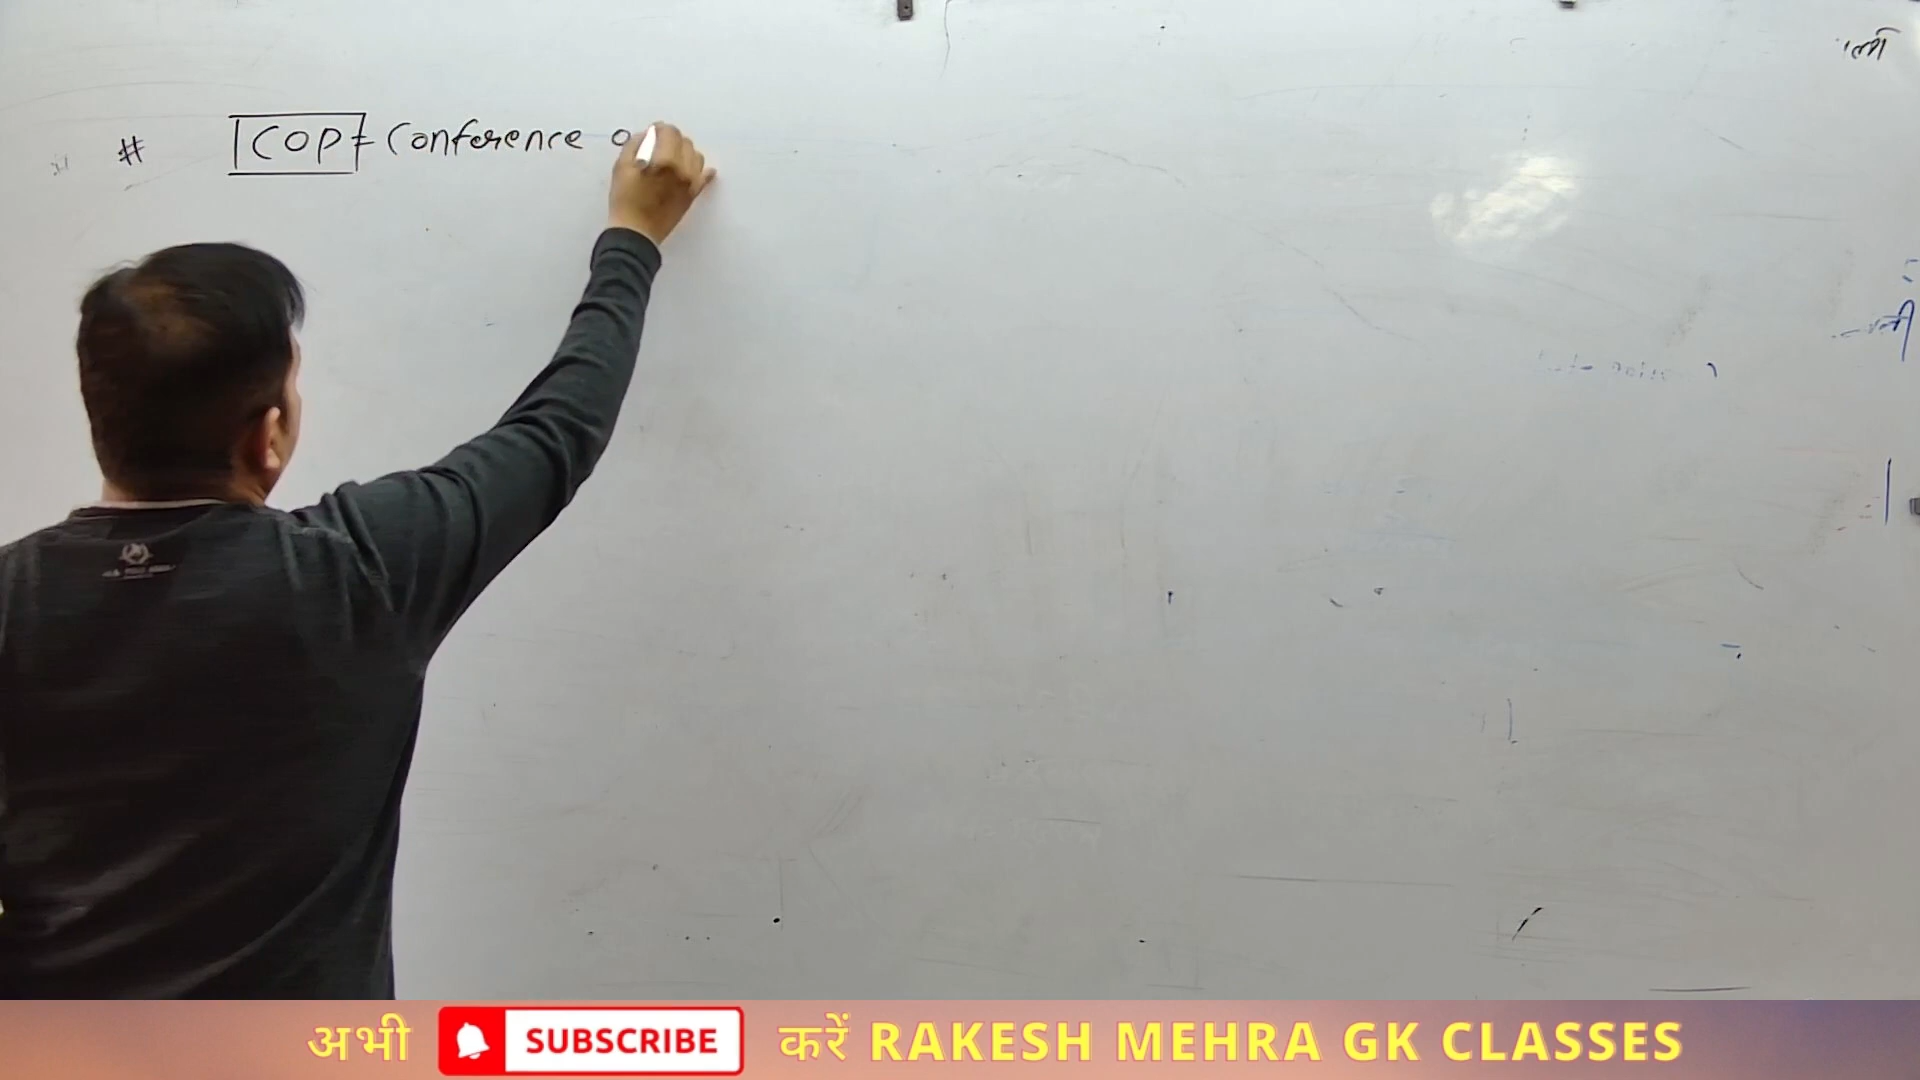 # COP = Conference o
अभी SUBSCRIBE करें RAKESH MEHRA GK CLASSES